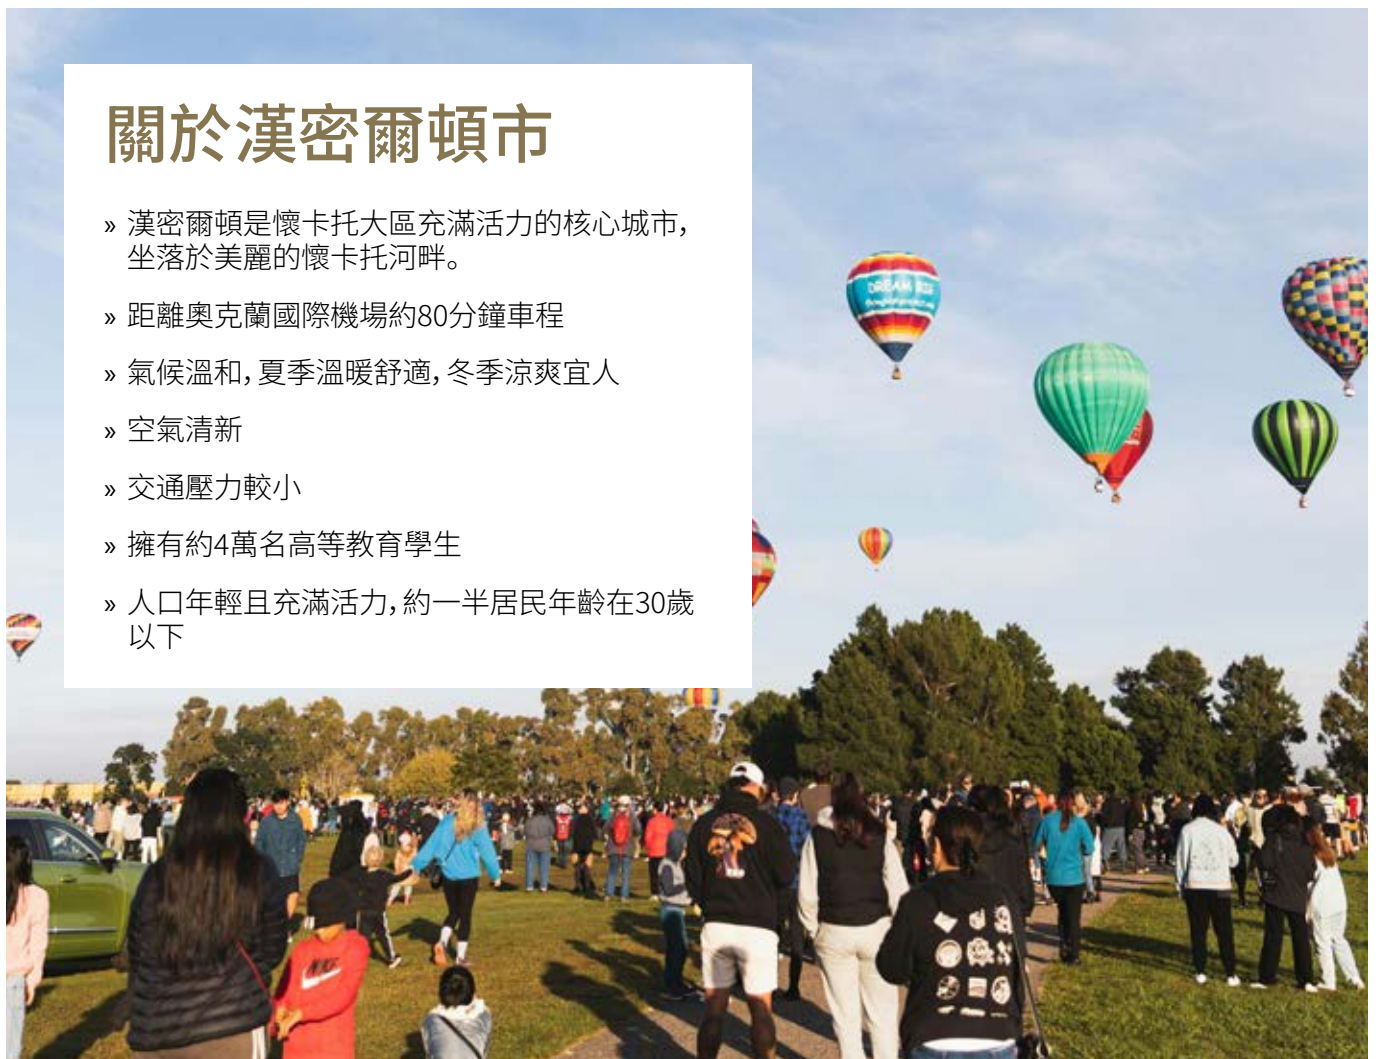 關於漢密爾頓市
» 漢密爾頓是懷卡托大區充滿活力的核心城市，
坐落於美麗的懷卡托河畔。
» 距離奧克蘭國際機場約80分鐘車程
» 氣候溫和，夏季溫暖舒適，冬季涼爽宜人
» 空氣清新
» 交通壓力較小
» 擁有約4萬名高等教育學生
» 人口年輕且充滿活力，約一半居民年齡在30歲
以下
DREAM BIG